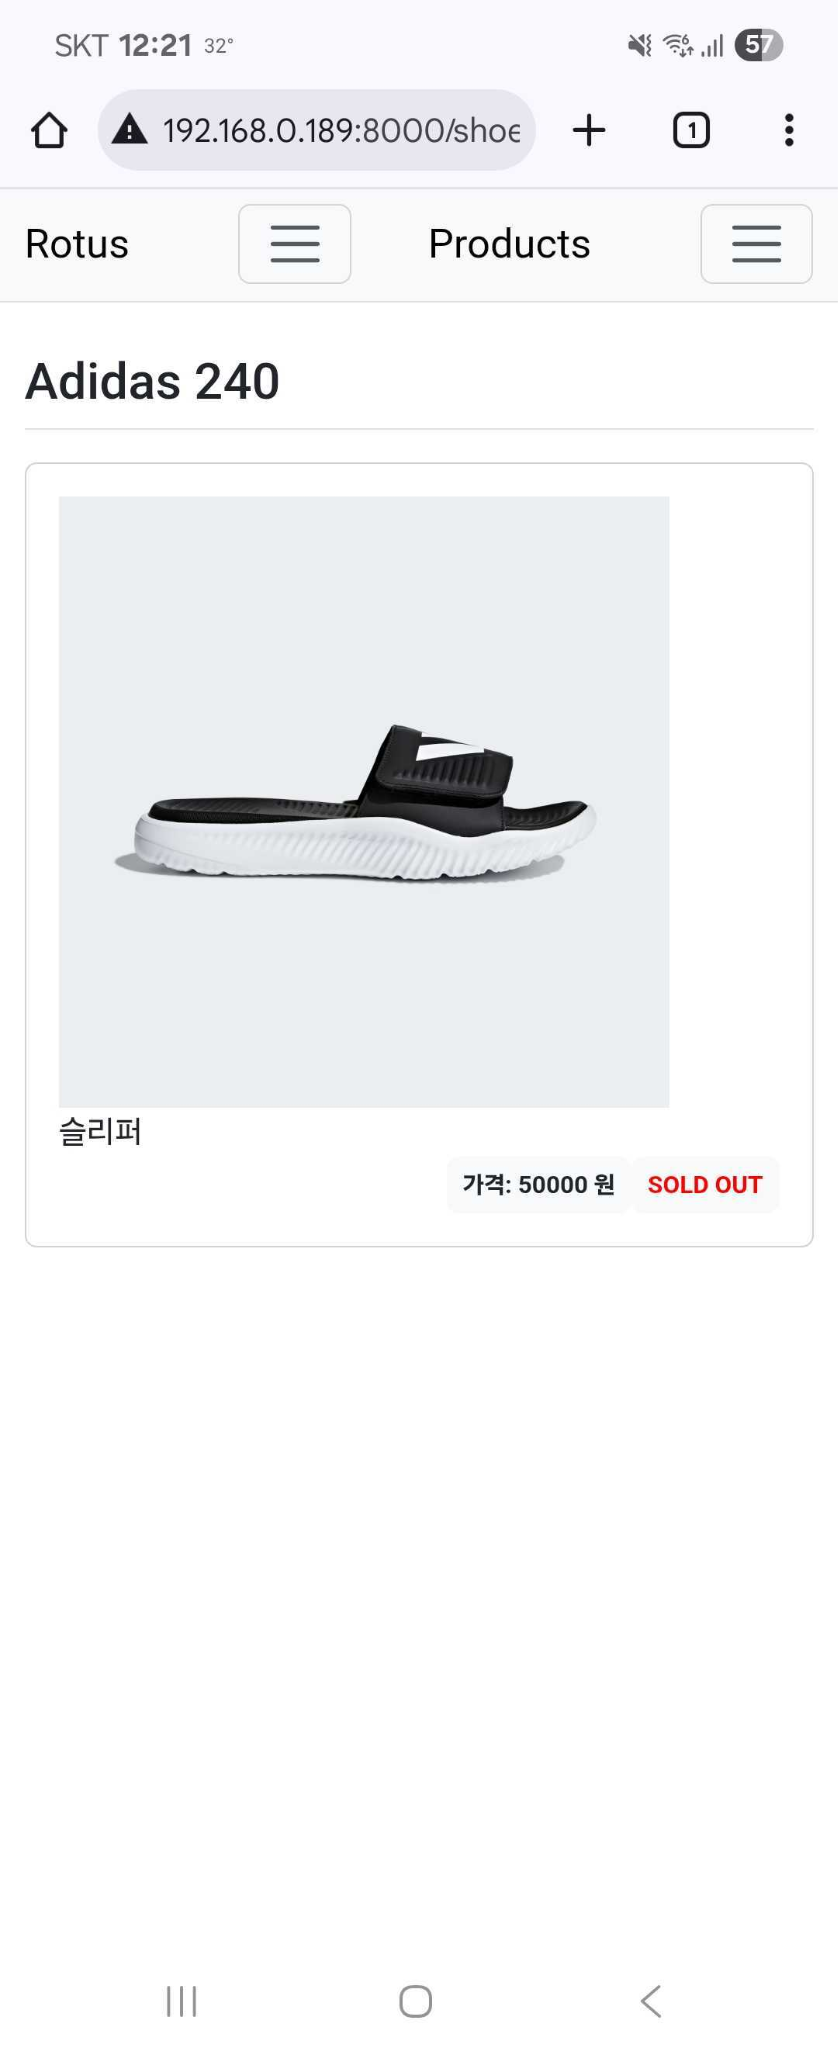 SKT 12:21 32°
6
57
192.168.0.189:8000/shoe
1
Rotus
Products
Adidas 240
슬리퍼
가격: 50000 원 SOLD OUT